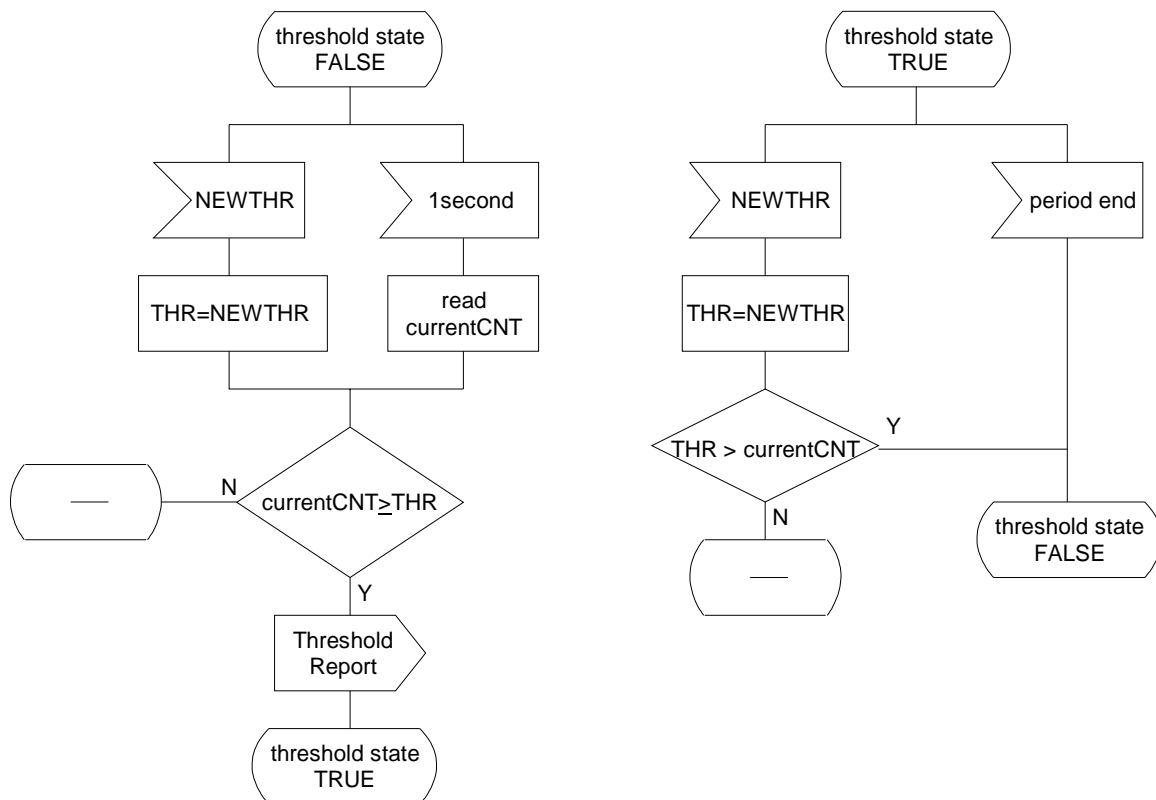 threshold state
FALSE
NEWTHR
1second
THR=NEWTHR
read
currentCNT
N
currentCNT≥THR
Y
Threshold
Report
threshold state
TRUE
threshold state
TRUE
NEWTHR
period end
THR=NEWTHR
THR > currentCNT
Y
N
threshold state
FALSE